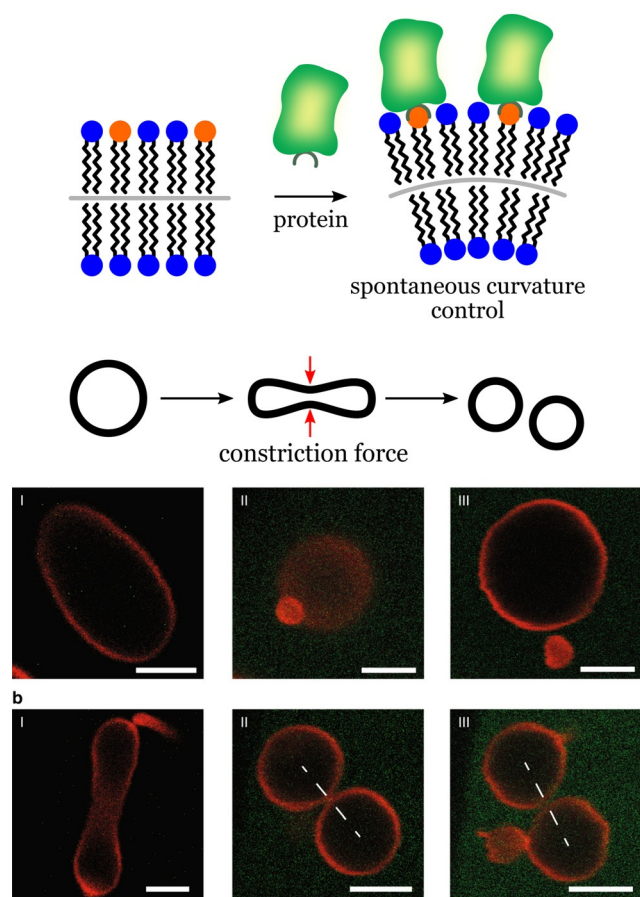 protein
spontaneous curvature
control
constriction force
I
II
III
b
I
II
III